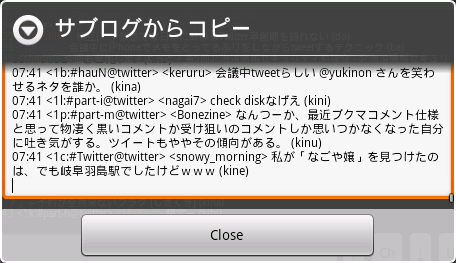 サブログからコピー
07:41 <1b:#hauN@twitter> <keruru> 会議中tweetらしい @yukinon さんを笑わ
せるネタを誰か。 (kina)
07:41 <1l:#part-i@twitter> <nagai7> check diskなげえ (kini)
07:41 <1p:#part-m@twitter> <Bonezine> なんつーか、最近ブクマコメント仕様
と思って物凄く黒いコメントか受け狙いのコメントしか思いつかなくなった自分
に吐き気がする。ツイートもややその傾向がある。 (kinu)
07:41 <1c:#Twitter@twitter> <snowy_morning> 私が「なごや嬢」を見つけたの
は、でも岐阜羽島駅でしたけどｗｗｗ (kine)
Close